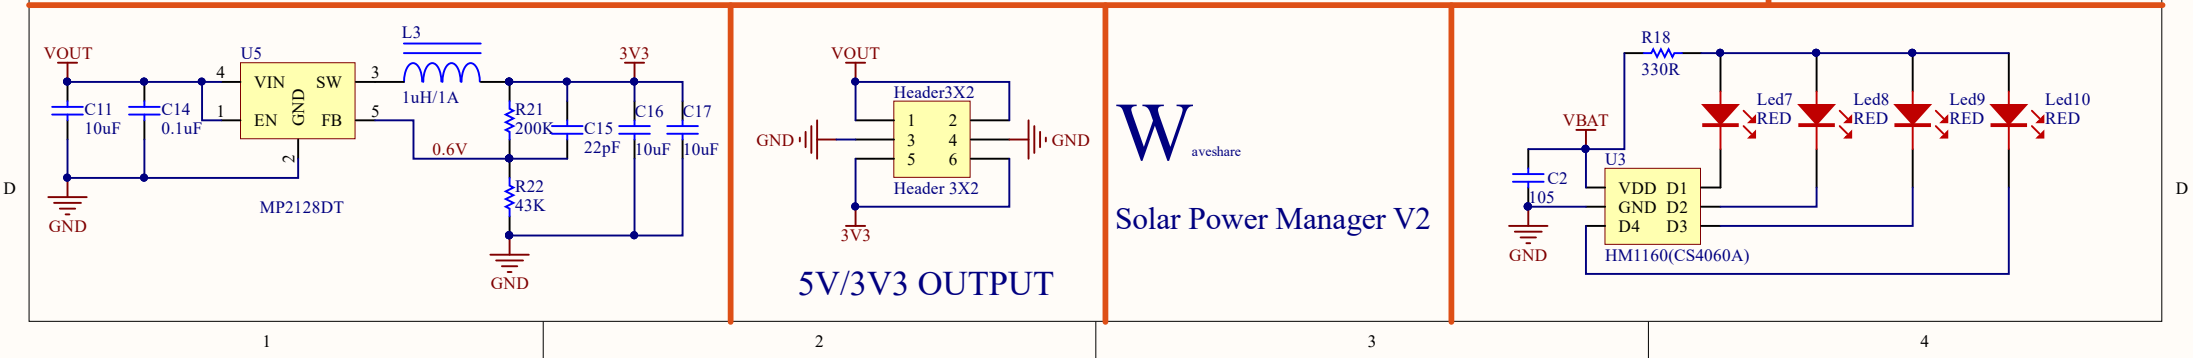 VOUT
C11
10uF
C14
0.1uF
GND
U5
4
1
VIN
EN
GND
SW
FB
3
5
2
MP2128DT
L3
1uH/1A
0.6V
R21
200K
C15
22pF
R22
43K
GND
3V3
C16
10uF
C17
10uF
VOUT
Header3X2
1 2
GND 3 4 GND
5 6
Header 3X2
3V3
5V/3V3 OUTPUT
Waveshare
Solar Power Manager V2
R18
330R
Led7
RED
Led8
RED
Led9
RED
Led10
RED
VBAT
C2
105
GND
U3
VDD D1
GND D2
D4 D3
HM1160(CS4060A)
D
D
1
2
3
4